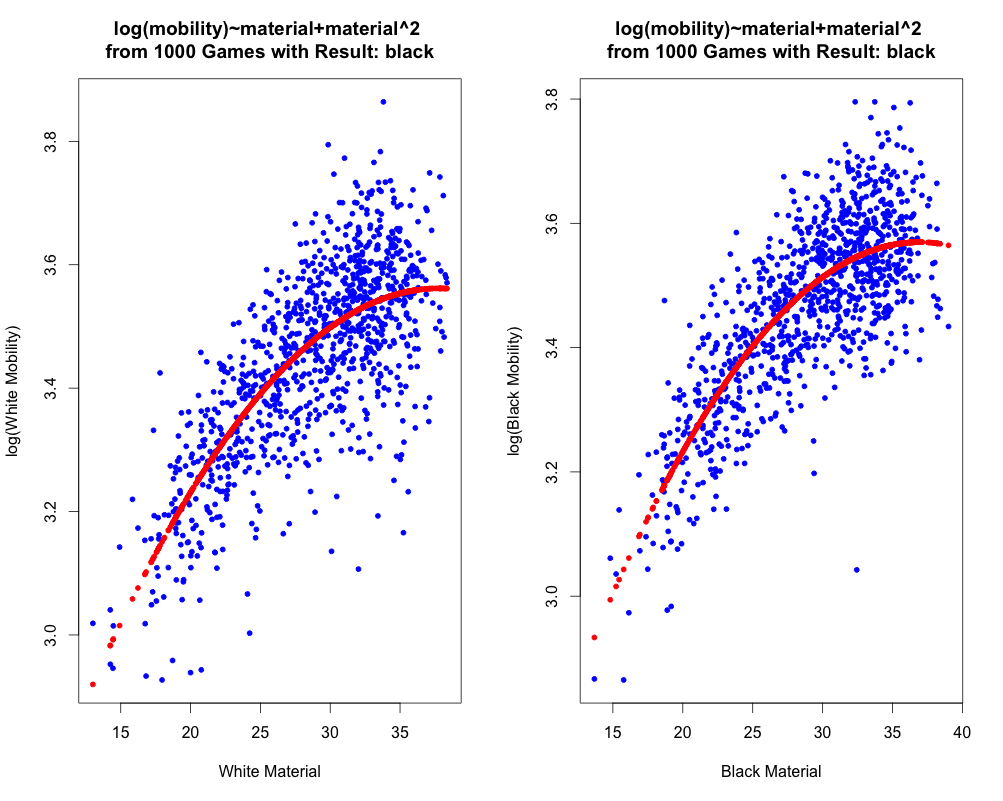 log(mobility)~material+material^2
from 1000 Games with Result: black
log(White Mobility)
3.8
3.6
3.4
3.2
3.0
15 20 25 30 35
White Material
log(mobility)~material+material^2
from 1000 Games with Result: black
log(Black Mobility)
3.8
3.6
3.4
3.2
3.0
15 20 25 30 35 40
Black Material